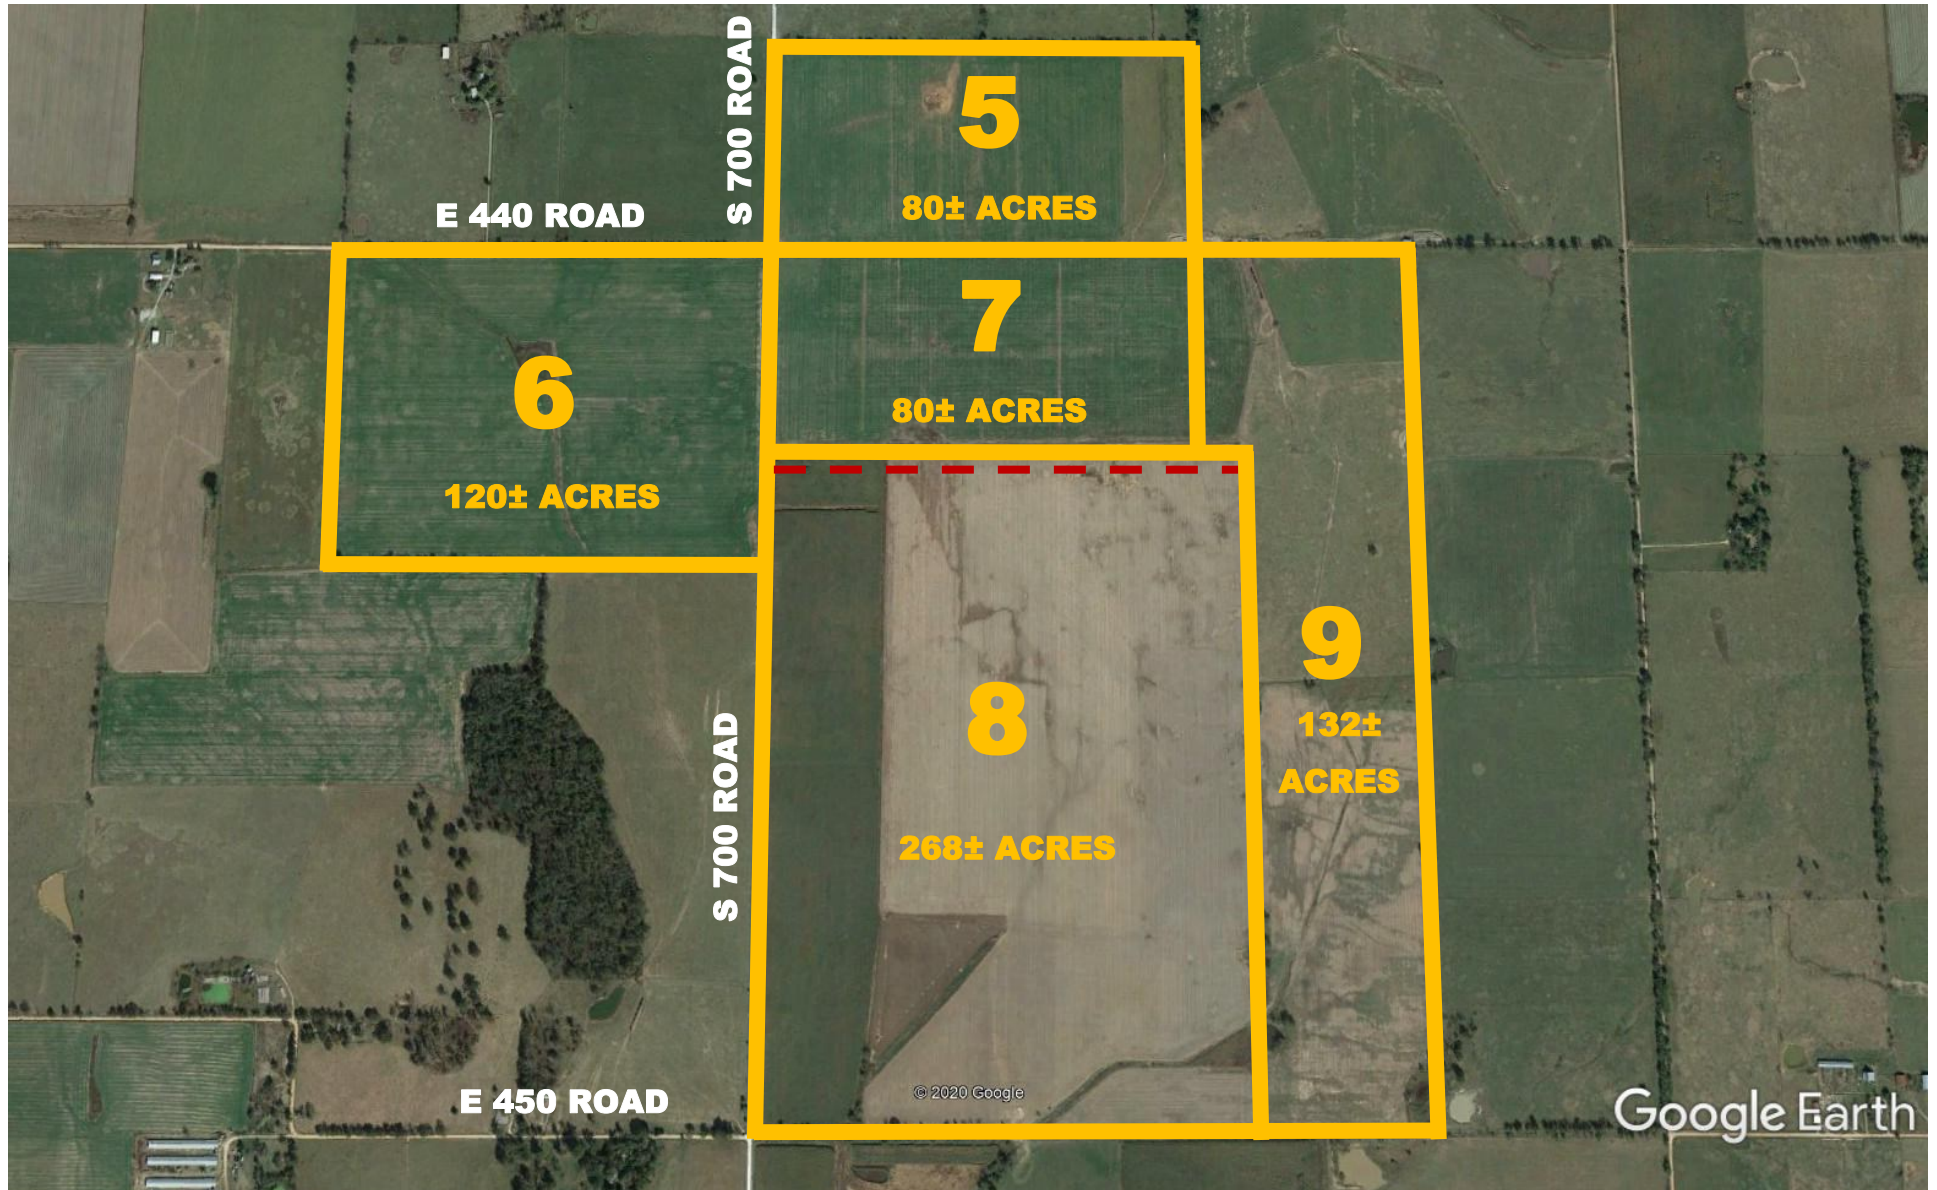 S 700 ROAD
5
80± ACRES
E 440 ROAD
7
80± ACRES
6
120± ACRES
9
132±
ACRES
8
268± ACRES
S 700 ROAD
E 450 ROAD
© 2020 Google
Google Earth